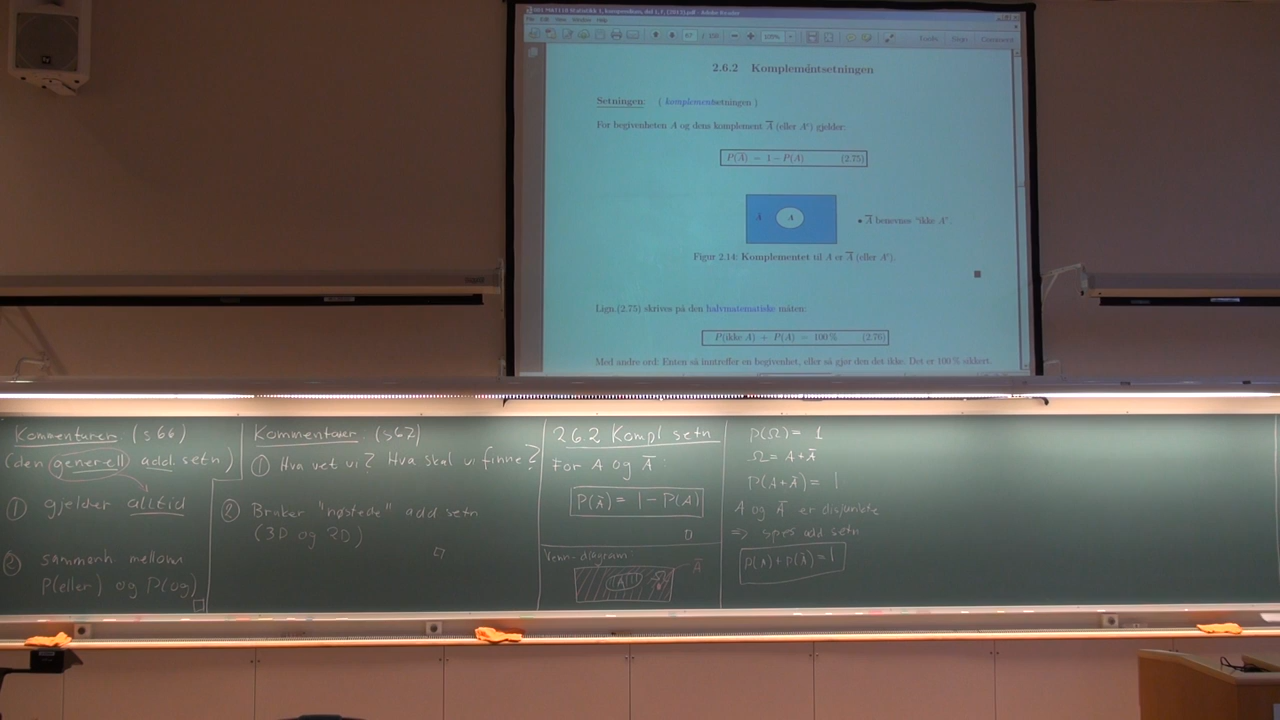 2.6.2 Komplementsetningen
Setningen: ( komplementsetningen )
For begivenheten A og dens komplement A̅ (eller Aᶜ) gjelder:
P(A̅) = 1 − P(A) (2.75)
A̅ A
• A̅ benevnes "ikke A".
Figur 2.14: Komplementet til A er A̅ (eller Aᶜ).
Lign.(2.75) skrives på den halvmatematiske måten:
P(ikke A) + P(A) = 100 % (2.76)
Med andre ord: Enten så inntreffer en begivenhet, eller så gjør den det ikke. Det er 100 % sikkert.
Kommentarer: (s 66)
(den generell add. setn)
① gjelder alltid
② sammenh mellom
P(eller) og P(og)
Kommentarer: (s67)
① Hva vet vi? Hva skal vi finne?
② Bruker "nøstede" add setn
(3D og 2D)
2.6.2 Kompl setn
For A og A̅:
P(A̅) = 1 − P(A)
Venn-diagram:
A Ω A̅
P(Ω) = 1
Ω = A + A̅
P(A + A̅) = 1
A og A̅ er disjunkte
⇒ spes add setn
P(A) + P(A̅) = 1